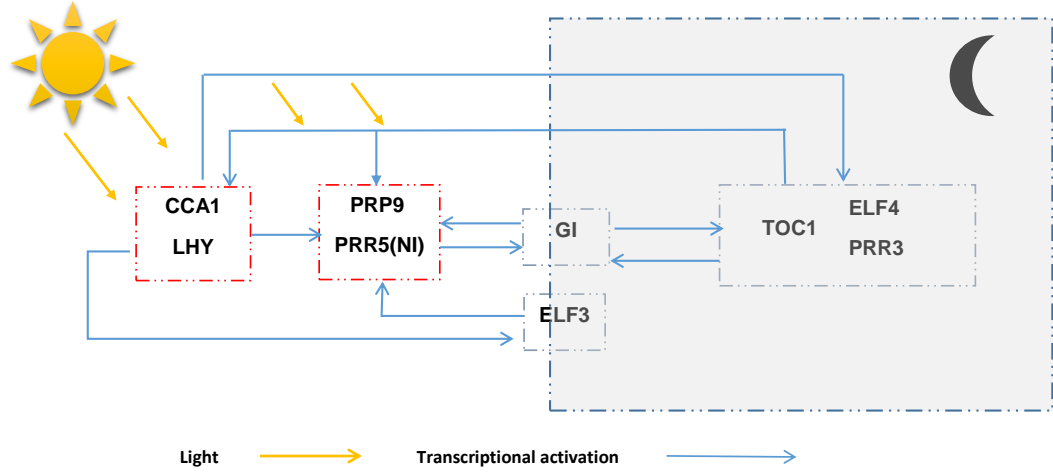 CCA1
LHY
PRP9
PRR5(NI)
GI
ELF3
TOC1
ELF4
PRR3
Light
Transcriptional activation